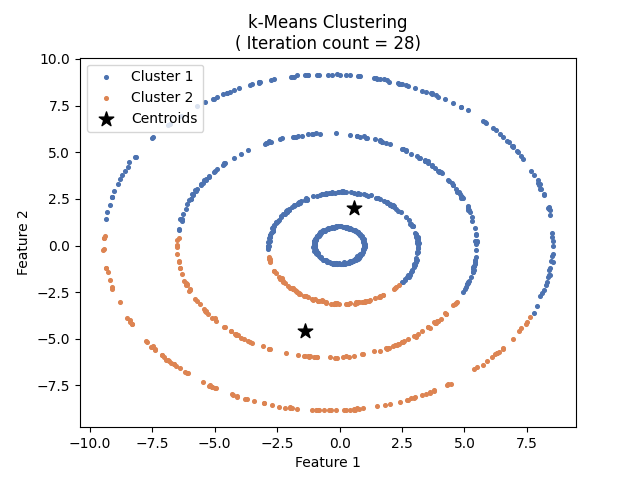 k-Means Clustering
( Iteration count = 28)
Cluster 1
Cluster 2
Centroids
Feature 2
10.0
7.5
5.0
2.5
0.0
−2.5
−5.0
−7.5
−10.0 −7.5 −5.0 −2.5 0.0 2.5 5.0 7.5
Feature 1